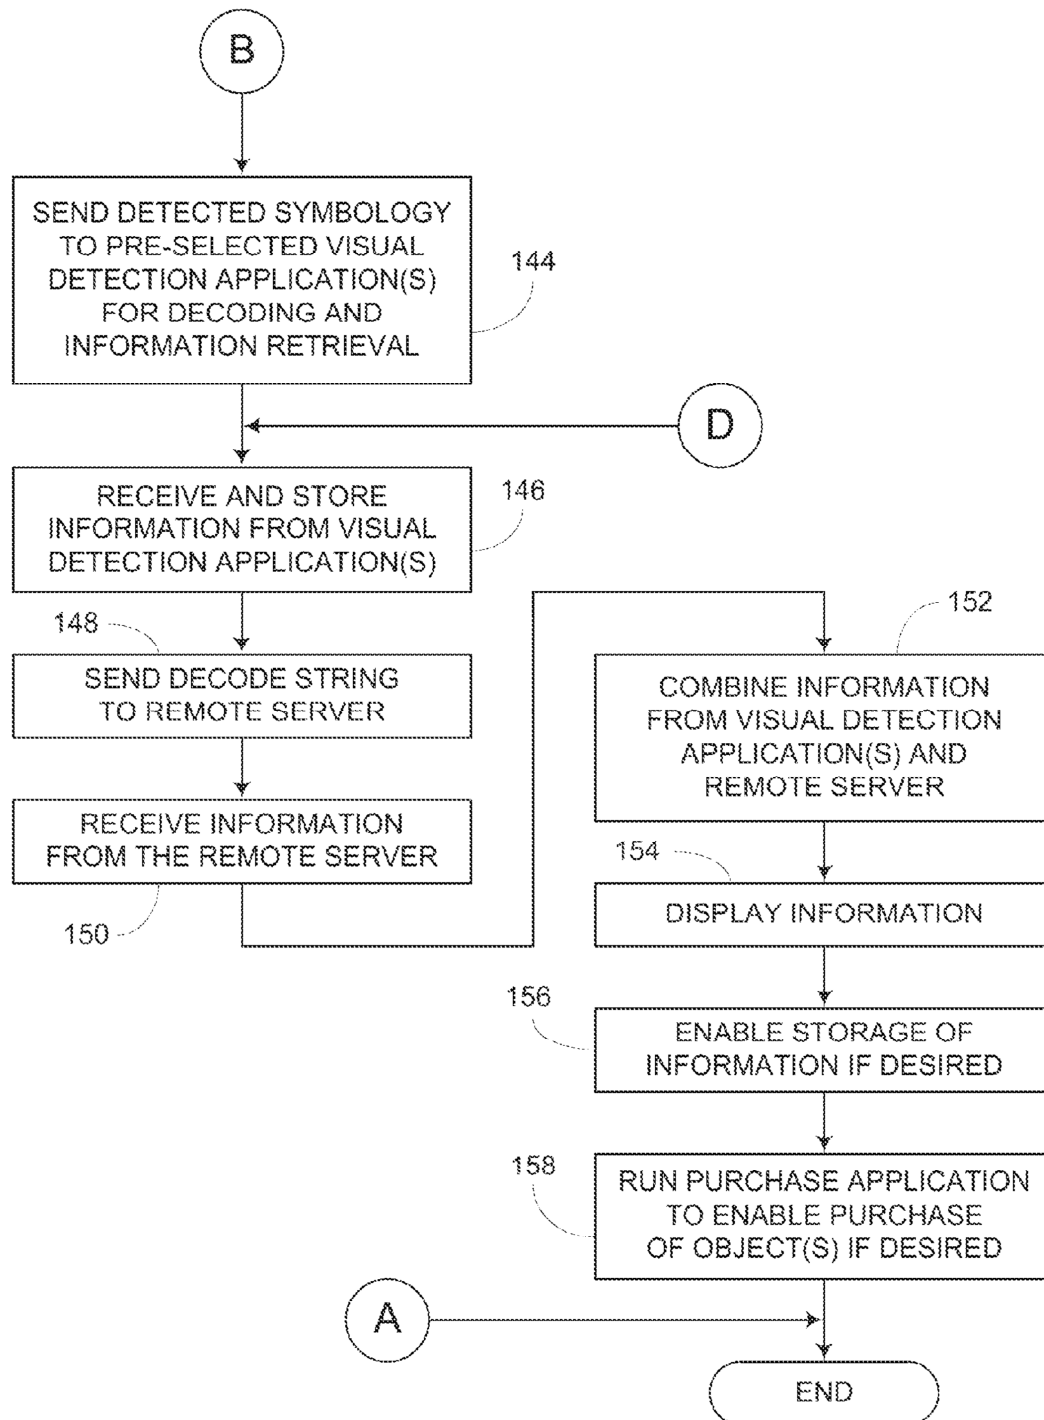 B
SEND DETECTED SYMBOLOGY
TO PRE-SELECTED VISUAL
DETECTION APPLICATION(S)
FOR DECODING AND
INFORMATION RETRIEVAL
144
D
RECEIVE AND STORE
INFORMATION FROM VISUAL
DETECTION APPLICATION(S)
146
148
SEND DECODE STRING
TO REMOTE SERVER
RECEIVE INFORMATION
FROM THE REMOTE SERVER
150
152
COMBINE INFORMATION
FROM VISUAL DETECTION
APPLICATION(S) AND
REMOTE SERVER
154
DISPLAY INFORMATION
156
ENABLE STORAGE OF
INFORMATION IF DESIRED
158
RUN PURCHASE APPLICATION
TO ENABLE PURCHASE
OF OBJECT(S) IF DESIRED
A
END